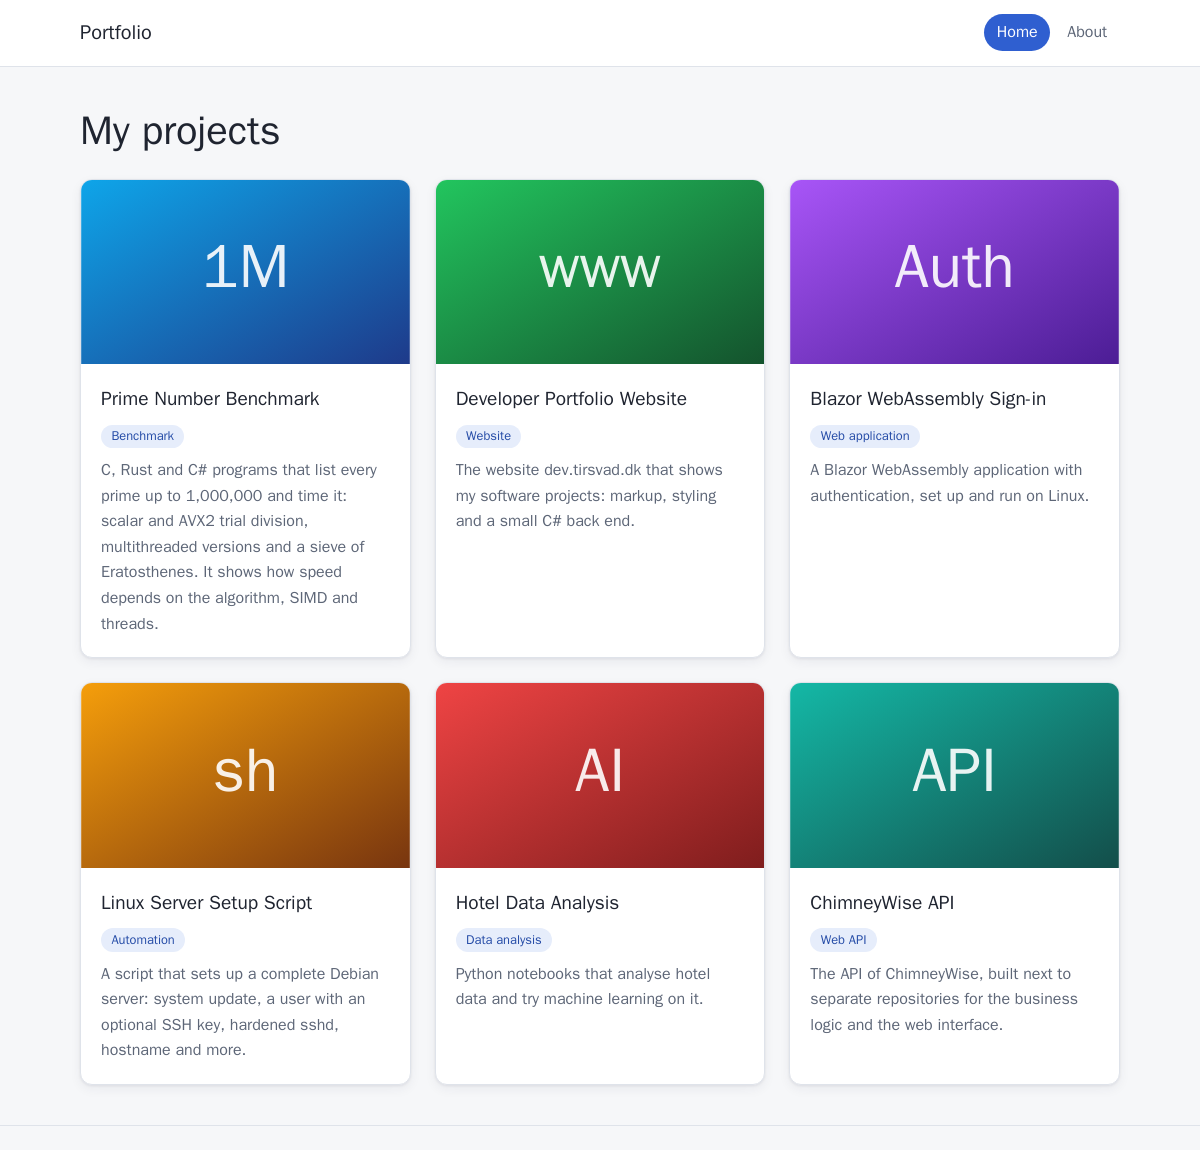 Portfolio
Home
About
My projects
1M
www
Auth
Prime Number Benchmark
Benchmark
C, Rust and C# programs that list every
prime up to 1,000,000 and time it:
scalar and AVX2 trial division,
multithreaded versions and a sieve of
Eratosthenes. It shows how speed
depends on the algorithm, SIMD and
threads.
Developer Portfolio Website
Website
The website dev.tirsvad.dk that shows
my software projects: markup, styling
and a small C# back end.
Blazor WebAssembly Sign-in
Web application
A Blazor WebAssembly application with
authentication, set up and run on Linux.
sh
AI
API
Linux Server Setup Script
Automation
A script that sets up a complete Debian
server: system update, a user with an
optional SSH key, hardened sshd,
hostname and more.
Hotel Data Analysis
Data analysis
Python notebooks that analyse hotel
data and try machine learning on it.
ChimneyWise API
Web API
The API of ChimneyWise, built next to
separate repositories for the business
logic and the web interface.